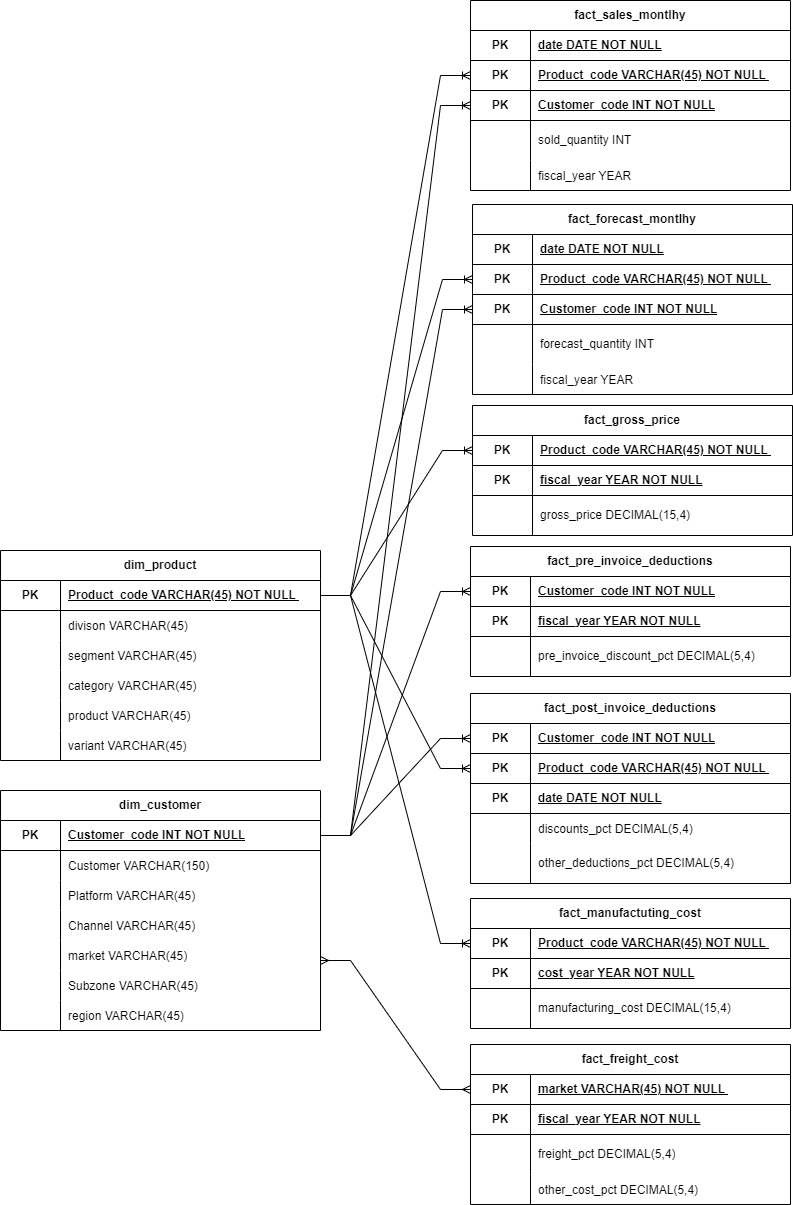 fact_sales_montlhy
PK date DATE NOT NULL
PK Product_code VARCHAR(45) NOT NULL
PK Customer_code INT NOT NULL
sold_quantity INT
fiscal_year YEAR
fact_forecast_montlhy
PK date DATE NOT NULL
PK Product_code VARCHAR(45) NOT NULL
PK Customer_code INT NOT NULL
forecast_quantity INT
fiscal_year YEAR
fact_gross_price
PK Product_code VARCHAR(45) NOT NULL
PK fiscal_year YEAR NOT NULL
gross_price DECIMAL(15,4)
dim_product
PK Product_code VARCHAR(45) NOT NULL
divison VARCHAR(45)
segment VARCHAR(45)
category VARCHAR(45)
product VARCHAR(45)
variant VARCHAR(45)
fact_pre_invoice_deductions
PK Customer_code INT NOT NULL
PK fiscal_year YEAR NOT NULL
pre_invoice_discount_pct DECIMAL(5,4)
fact_post_invoice_deductions
PK Customer_code INT NOT NULL
PK Product_code VARCHAR(45) NOT NULL
PK date DATE NOT NULL
discounts_pct DECIMAL(5,4)
other_deductions_pct DECIMAL(5,4)
dim_customer
PK Customer_code INT NOT NULL
Customer VARCHAR(150)
Platform VARCHAR(45)
Channel VARCHAR(45)
market VARCHAR(45)
Subzone VARCHAR(45)
region VARCHAR(45)
fact_manufactuting_cost
PK Product_code VARCHAR(45) NOT NULL
PK cost_year YEAR NOT NULL
manufacturing_cost DECIMAL(15,4)
fact_freight_cost
PK market VARCHAR(45) NOT NULL
PK fiscal_year YEAR NOT NULL
freight_pct DECIMAL(5,4)
other_cost_pct DECIMAL(5,4)